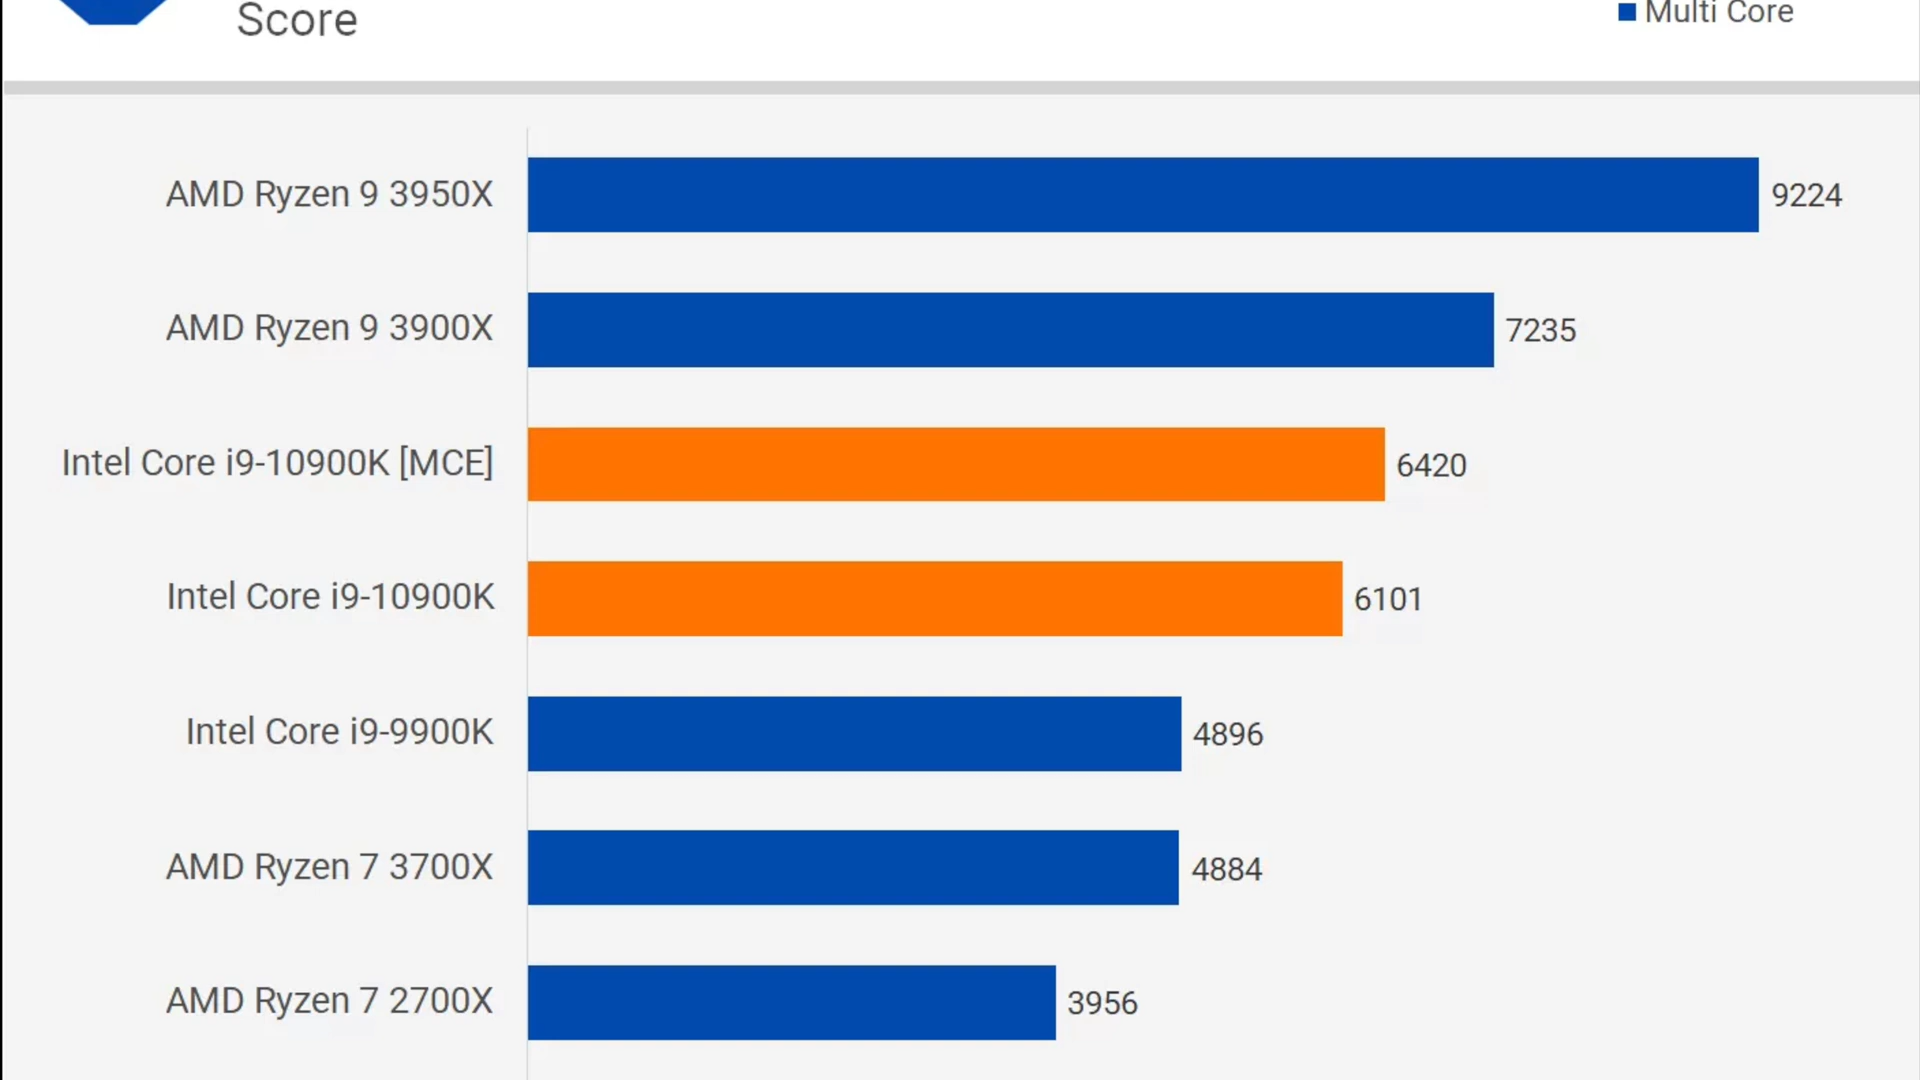 Score
Multi Core
AMD Ryzen 9 3950X 9224
AMD Ryzen 9 3900X 7235
Intel Core i9-10900K [MCE] 6420
Intel Core i9-10900K 6101
Intel Core i9-9900K 4896
AMD Ryzen 7 3700X 4884
AMD Ryzen 7 2700X 3956